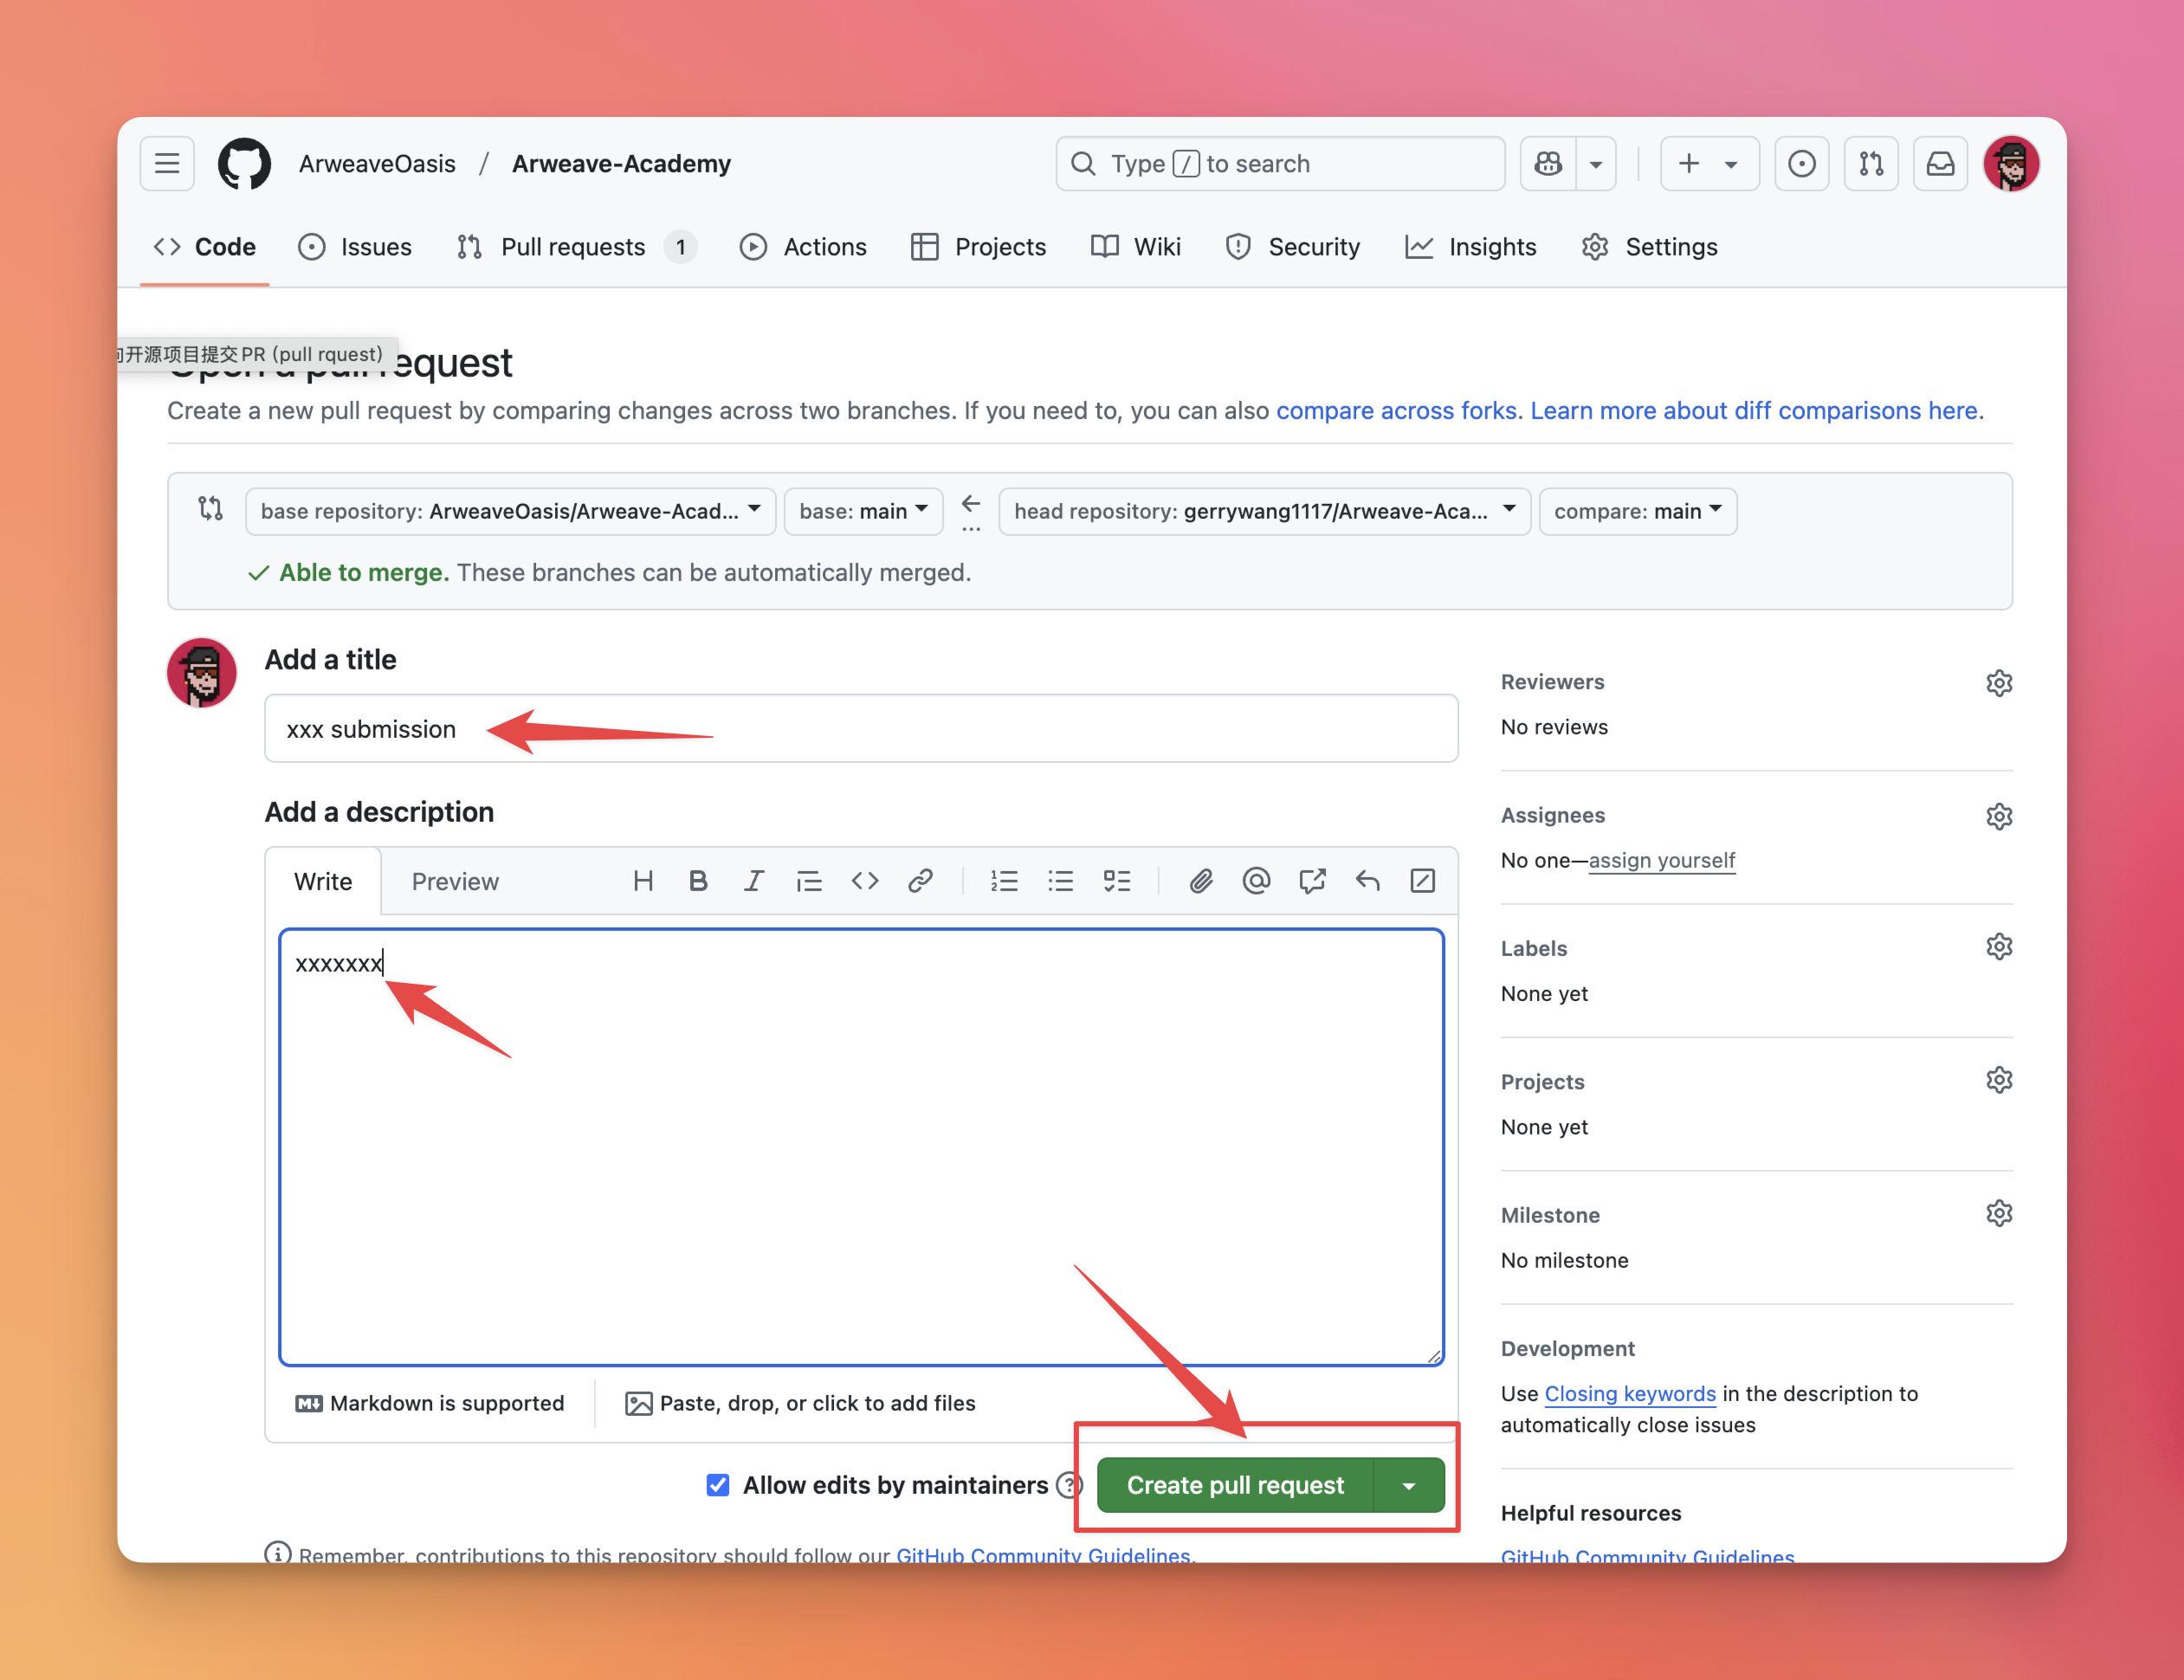 ArweaveOasis / Arweave-Academy
Type / to search
Code Issues Pull requests 1 Actions Projects Wiki Security Insights Settings
开源项目提交PR (pull rquest)
Open a pull request
Create a new pull request by comparing changes across two branches. If you need to, you can also compare across forks. Learn more about diff comparisons here.
base repository: ArweaveOasis/Arweave-Acad... base: main head repository: gerrywang1117/Arweave-Aca... compare: main
Able to merge. These branches can be automatically merged.
Add a title
xxx submission
Add a description
Write Preview
xxxxxxx
Markdown is supported
Paste, drop, or click to add files
Allow edits by maintainers
Create pull request
Remember, contributions to this repository should follow our GitHub Community Guidelines.
Reviewers
No reviews
Assignees
No one—assign yourself
Labels
None yet
Projects
None yet
Milestone
No milestone
Development
Use Closing keywords in the description to
automatically close issues
Helpful resources
GitHub Community Guidelines